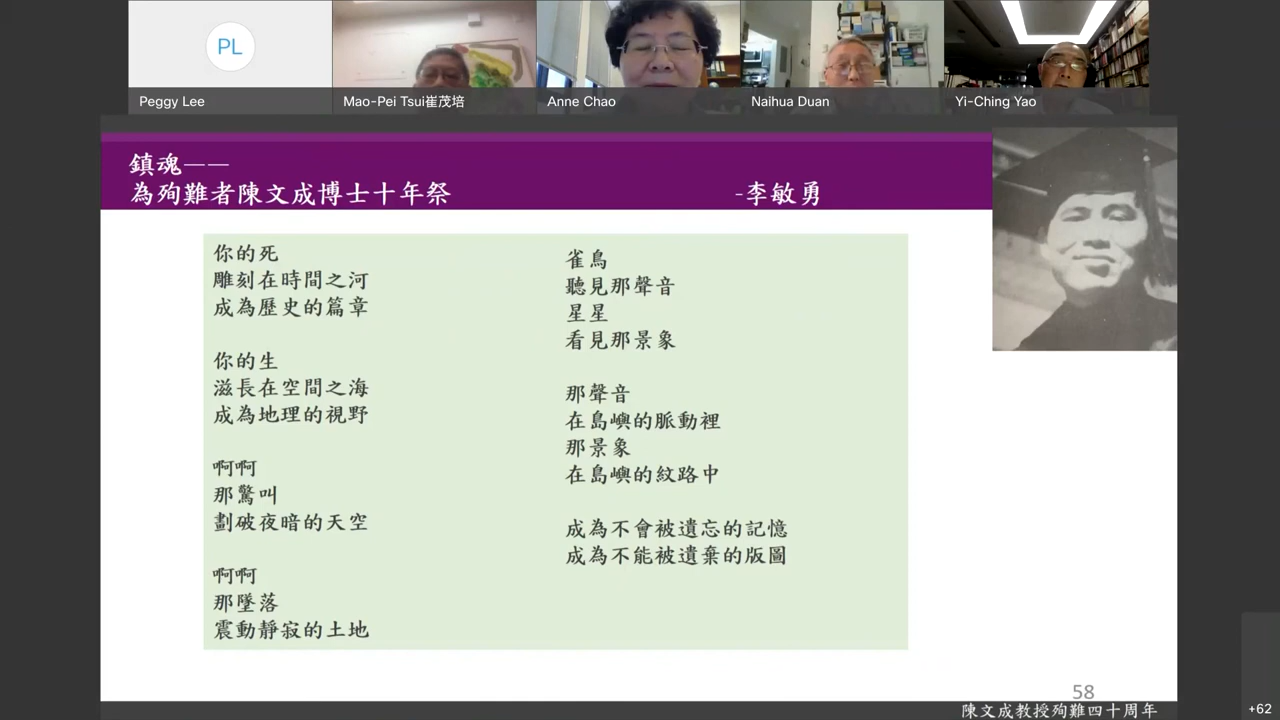 PL
Peggy Lee
Mao-Pei Tsui崔茂培
Anne Chao
Naihua Duan
Yi-Ching Yao
鎮魂——
為殉難者陳文成博士十年祭
-李敏勇
你的死
雕刻在時間之河
成為歷史的篇章
你的生
滋長在空間之海
成為地理的視野
啊啊
那驚叫
劃破夜暗的天空
啊啊
那墜落
震動靜寂的土地
雀鳥
聽見那聲音
星星
看見那景象
那聲音
在島嶼的脈動裡
那景象
在島嶼的紋路中
成為不會被遺忘的記憶
成為不能被遺棄的版圖
58
陳文成教授殉難四十周年
+62